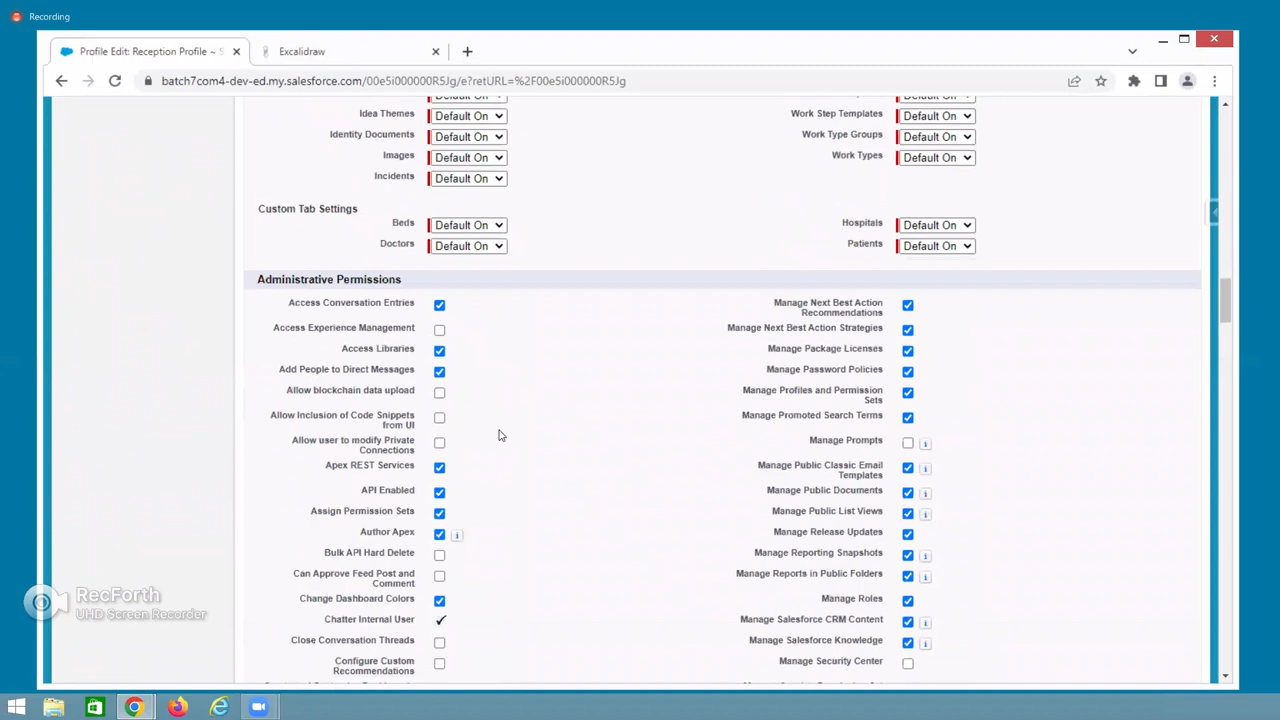 Recording
Profile Edit: Reception Profile ~ S
Excalidraw
batch7com4-dev-ed.my.salesforce.com/00e5i000000R5Jg/e?retURL=%2F00e5i000000R5Jg
Default On
Default On
Idea Themes Default On Work Step Templates Default On
Identity Documents Default On Work Type Groups Default On
Images Default On Work Types Default On
Incidents Default On
Custom Tab Settings
Beds Default On Hospitals Default On
Doctors Default On Patients Default On
Administrative Permissions
Access Conversation Entries Manage Next Best Action
Recommendations
Access Experience Management Manage Next Best Action Strategies
Access Libraries Manage Package Licenses
Add People to Direct Messages Manage Password Policies
Allow blockchain data upload Manage Profiles and Permission
Sets
Allow Inclusion of Code Snippets Manage Promoted Search Terms
from UI
Allow user to modify Private Manage Prompts
Connections
Apex REST Services Manage Public Classic Email
Templates
API Enabled Manage Public Documents
Assign Permission Sets Manage Public List Views
Author Apex Manage Release Updates
Bulk API Hard Delete Manage Reporting Snapshots
Can Approve Feed Post and Manage Reports in Public Folders
Comment
Change Dashboard Colors Manage Roles
Chatter Internal User Manage Salesforce CRM Content
Close Conversation Threads Manage Salesforce Knowledge
Configure Custom Manage Security Center
Recommendations
RecForth
UHD Screen Recorder